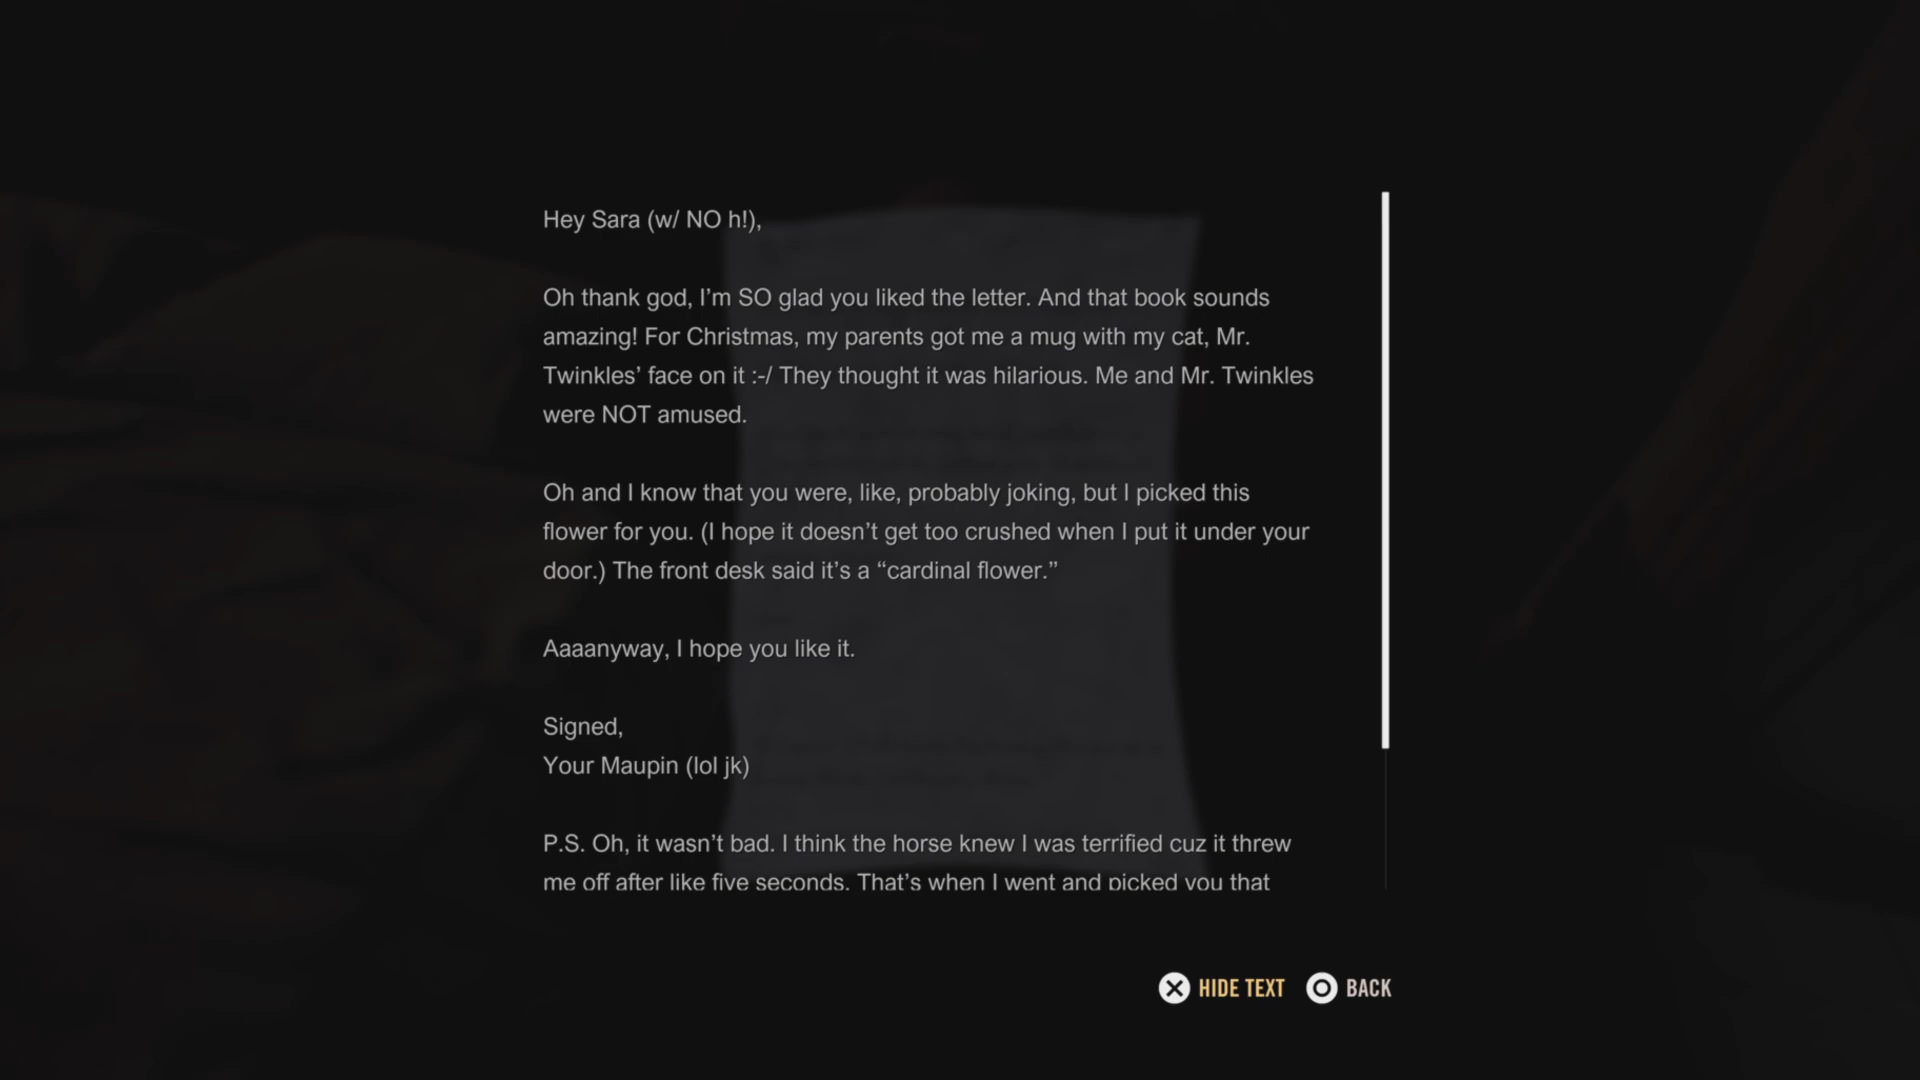 Hey Sara (w/ NO h!),
Oh thank god, I’m SO glad you liked the letter. And that book sounds
amazing! For Christmas, my parents got me a mug with my cat, Mr.
Twinkles’ face on it :-/ They thought it was hilarious. Me and Mr. Twinkles
were NOT amused.
Oh and I know that you were, like, probably joking, but I picked this
flower for you. (I hope it doesn’t get too crushed when I put it under your
door.) The front desk said it’s a “cardinal flower.”
Aaaanyway, I hope you like it.
Signed,
Your Maupin (lol jk)
P.S. Oh, it wasn’t bad. I think the horse knew I was terrified cuz it threw
me off after like five seconds. That’s when I went and picked you that
HIDE TEXT BACK